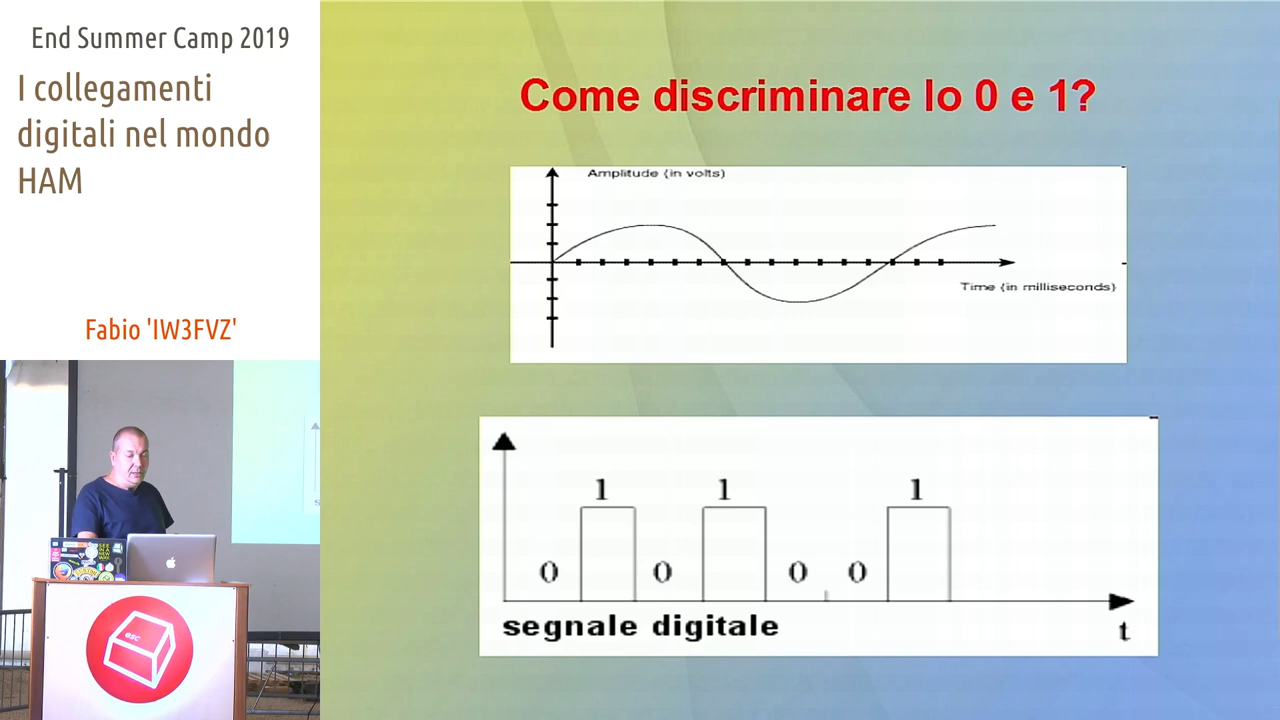 End Summer Camp 2019
I collegamenti
digitali nel mondo
HAM
Fabio 'IW3FVZ'
esc
Come discriminare lo 0 e 1?
Amplitude (in volts)
Time (in milliseconds)
1 1 1
0 0 0 0
segnale digitale
t